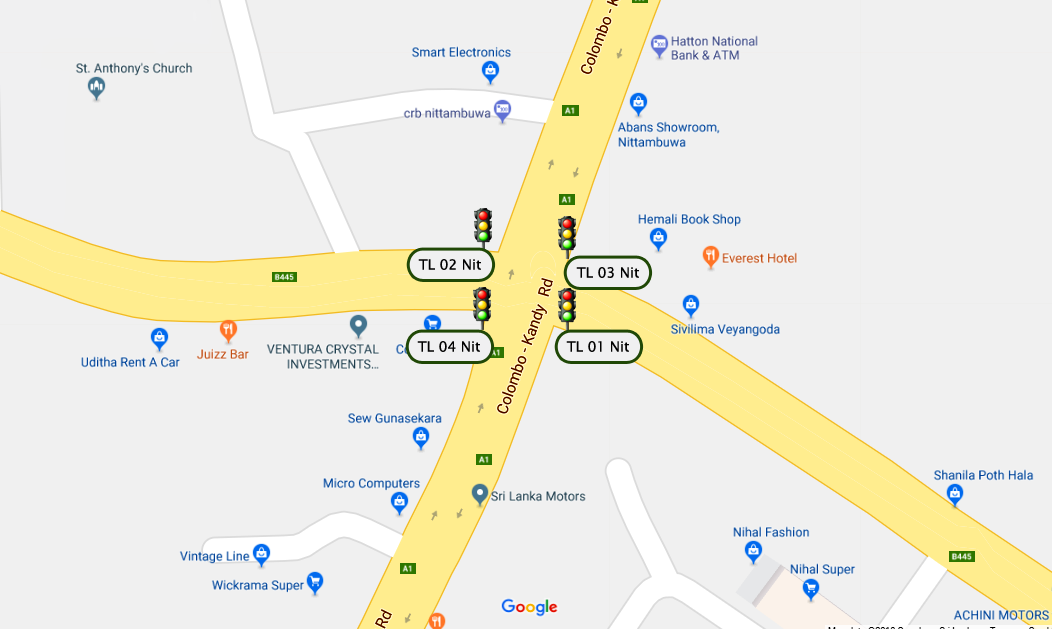 Colombo - K
Hatton National
Bank & ATM
Smart Electronics
St. Anthony's Church
crb nittambuwa
A1
Abans Showroom,
Nittambuwa
A1
Hemali Book Shop
Everest Hotel
TL 02 Nit
TL 03 Nit
B445
Colombo - Kandy Rd
Sivilima Veyangoda
Uditha Rent A Car
Juizz Bar
VENTURA CRYSTAL
INVESTMENTS...
C
TL 04 Nit
A1
TL 01 Nit
Sew Gunasekara
A1
Micro Computers
Sri Lanka Motors
Shanila Poth Hala
Nihal Fashion
Vintage Line
B445
A1
Nihal Super
Wickrama Super
Google
Rd
ACHINI MOTORS